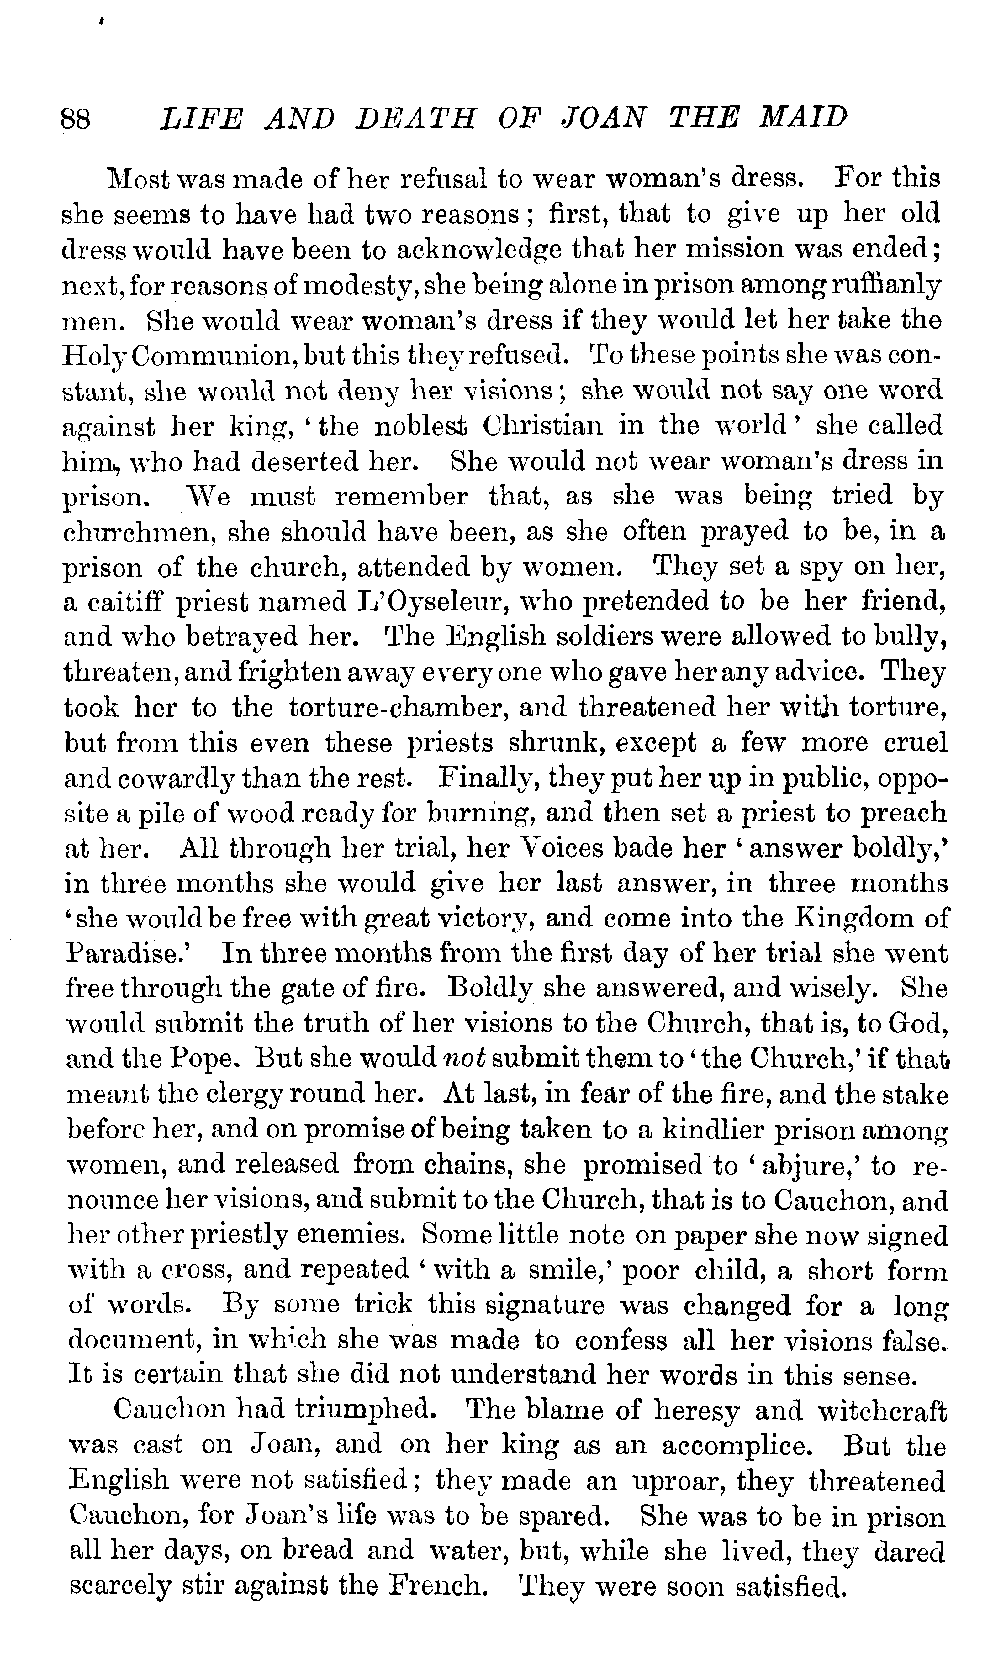 88 LIFE AND DEATH OF JOAN THE MAID
Most was made of her refusal to wear woman's dress. For this
she seems to have had two reasons; first, that to give up her old
dress would have been to acknowledge that her mission was ended;
next, for reasons of modesty, she being alone in prison among ruffianly
men. She would wear woman's dress if they would let her take the
Holy Communion, but this they refused. To these points she was con-
stant, she would not deny her visions; she would not say one word
against her king, 'the noblest Christian in the world' she called
him, who had deserted her. She would not wear woman's dress in
prison. We must remember that, as she was being tried by
churchmen, she should have been, as she often prayed to be, in a
prison of the church, attended by women. They set a spy on her,
a caitiff priest named L'Oyseleur, who pretended to be her friend,
and who betrayed her. The English soldiers were allowed to bully,
threaten, and frighten away every one who gave her any advice. They
took her to the torture-chamber, and threatened her with torture,
but from this even these priests shrunk, except a few more cruel
and cowardly than the rest. Finally, they put her up in public, oppo-
site a pile of wood ready for burning, and then set a priest to preach
at her. All through her trial, her Voices bade her 'answer boldly,'
in three months she would give her last answer, in three months
'she would be free with great victory, and come into the Kingdom of
Paradise.' In three months from the first day of her trial she went
free through the gate of fire. Boldly she answered, and wisely. She
would submit the truth of her visions to the Church, that is, to God,
and the Pope. But she would not submit them to 'the Church,' if that
meant the clergy round her. At last, in fear of the fire, and the stake
before her, and on promise of being taken to a kindlier prison among
women, and released from chains, she promised to 'abjure,' to re-
nounce her visions, and submit to the Church, that is to Cauchon, and
her other priestly enemies. Some little note on paper she now signed
with a cross, and repeated 'with a smile,' poor child, a short form
of words. By some trick this signature was changed for a long
document, in which she was made to confess all her visions false.
It is certain that she did not understand her words in this sense.
Cauchon had triumphed. The blame of heresy and witchcraft
was cast on Joan, and on her king as an accomplice. But the
English were not satisfied; they made an uproar, they threatened
Cauchon, for Joan's life was to be spared. She was to be in prison
all her days, on bread and water, but, while she lived, they dared
scarcely stir against the French. They were soon satisfied.